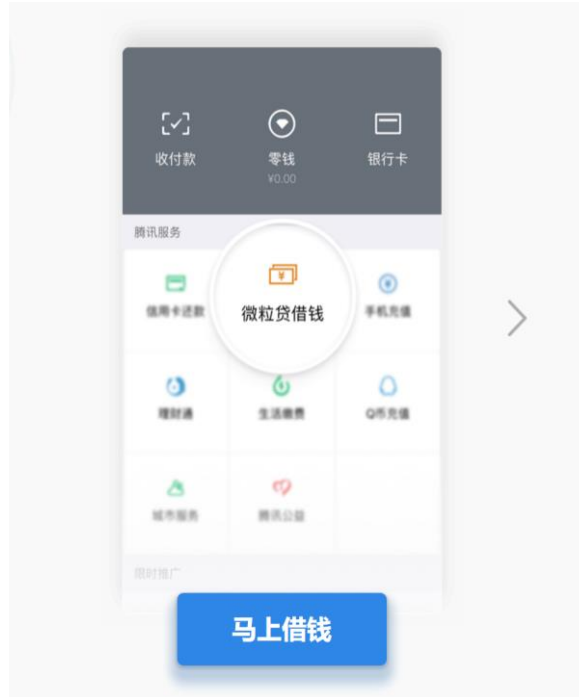 收付款
零钱
银行卡
¥0.00
腾讯服务
信用卡还款
微粒贷借钱
手机充值
理财通
生活缴费
Q币充值
城市服务
腾讯公益
限时推广
马上借钱